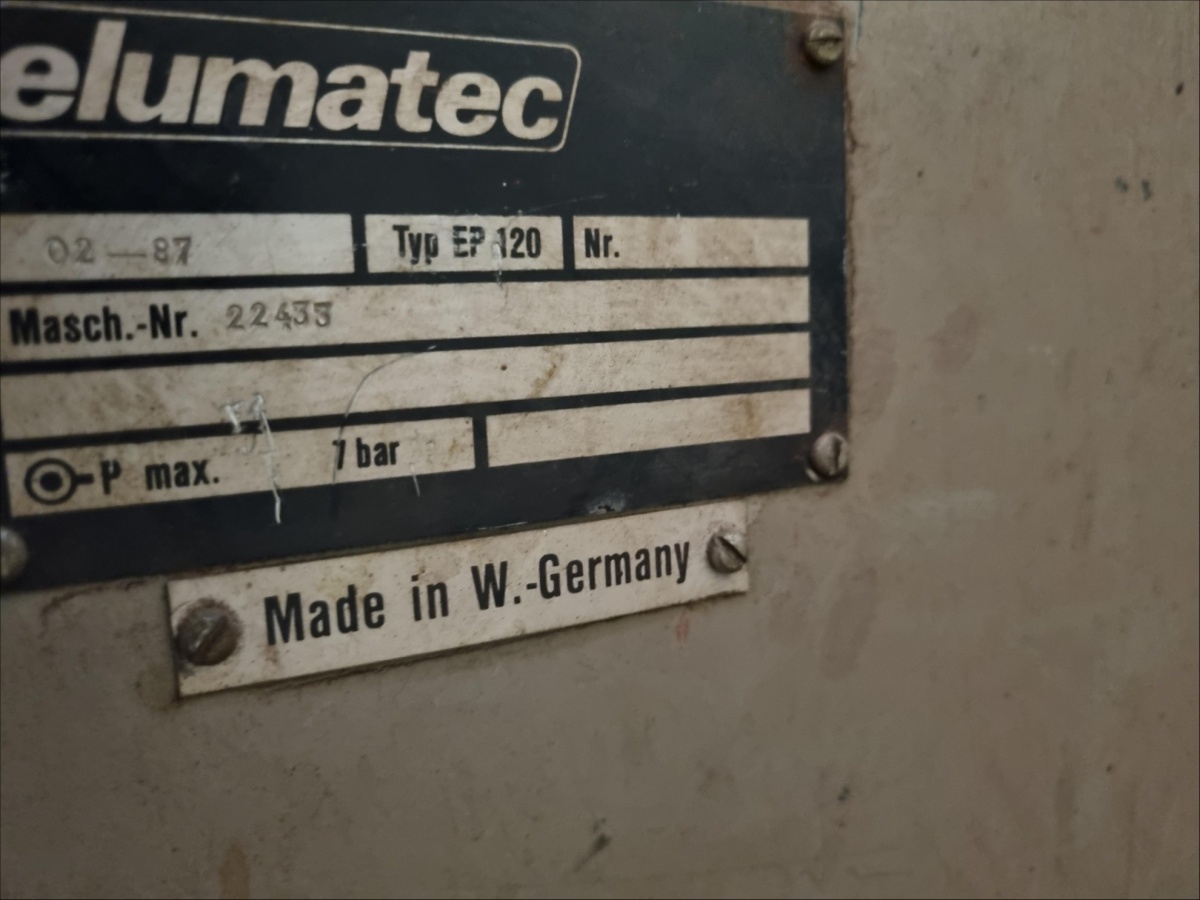 elumatec
02-87 Typ EP 120 Nr.
Masch.-Nr. 22433
P max. 7 bar
Made in W.-Germany